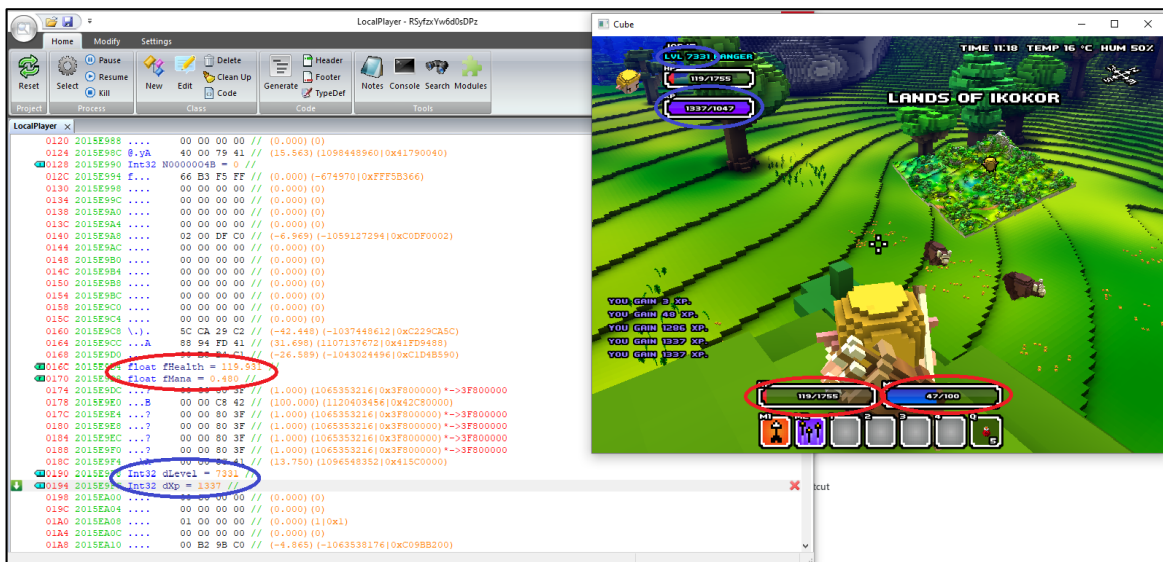 LocalPlayer - RSyfzxYw6d0sDPz
Home Modify Settings
Reset
Select
Pause
Resume
Kill
New
Edit
Delete
Clean Up
Code
Generate
Header
Footer
TypeDef
Notes Console Search Modules
Project Process Class Code Tools
LocalPlayer ×
0120 2015E988 .... 00 00 00 00 // (0.000)(0)
0124 2015E98C @.yA 40 00 79 41 // (15.563)(1098448960|0x41790040)
0128 2015E990 Int32 N0000004B = 0 //
012C 2015E994 f... 66 B3 F5 FF // (0.000)(-674970|0xFFF5B366)
0130 2015E998 .... 00 00 00 00 // (0.000)(0)
0134 2015E99C .... 00 00 00 00 // (0.000)(0)
0138 2015E9A0 .... 00 00 00 00 // (0.000)(0)
013C 2015E9A4 .... 00 00 00 00 // (0.000)(0)
0140 2015E9A8 .... 02 00 DF C0 // (-6.969)(-1059127294|0xC0DF0002)
0144 2015E9AC .... 00 00 00 00 // (0.000)(0)
0148 2015E9B0 .... 00 00 00 00 // (0.000)(0)
014C 2015E9B4 .... 00 00 00 00 // (0.000)(0)
0150 2015E9B8 .... 00 00 00 00 // (0.000)(0)
0154 2015E9BC .... 00 00 00 00 // (0.000)(0)
0158 2015E9C0 .... 00 00 00 00 // (0.000)(0)
015C 2015E9C4 .... 00 00 00 00 // (0.000)(0)
0160 2015E9C8 \.). 5C CA 29 C2 // (-42.448)(-1037448612|0xC229CA5C)
0164 2015E9CC ...A 88 94 FD 41 // (31.698)(1107137672|0x41FD9488)
0168 2015E9D0 B5 D4 C1 // (-26.589)(-1043024496|0xC1D4B590)
016C float fHealth = 119.931
0170 float fMana = 0.480 //
0174 2015E9DC ...? 00 00 80 3F // (1.000)(1065353216|0x3F800000)*->3F800000
0178 2015E9E0 ...B 00 00 C8 42 // (100.000)(1120403456|0x42C80000)
017C 2015E9E4 ...? 00 00 80 3F // (1.000)(1065353216|0x3F800000)*->3F800000
0180 2015E9E8 ...? 00 00 80 3F // (1.000)(1065353216|0x3F800000)*->3F800000
0184 2015E9EC ...? 00 00 80 3F // (1.000)(1065353216|0x3F800000)*->3F800000
0188 2015E9F0 ...? 00 00 80 3F // (1.000)(1065353216|0x3F800000)*->3F800000
018C 2015E9F4 41 // (13.750)(1096548352|0x415C0000)
0190 Int32 dLevel = 7331 //
0194 Int32 dXp = 1337 //
0198 2015EA00 .... 00 00 00 // (0.000)(0)
019C 2015EA04 .... 00 00 00 00 // (0.000)(0)
01A0 2015EA08 .... 01 00 00 00 // (0.000)(1|0x1)
01A4 2015EA0C .... 00 00 00 00 // (0.000)(0)
01A8 2015EA10 .... 00 B2 9B C0 // (-4.865)(-1063538176|0xC09BB200)
tcut
Cube
LVL 7331 RANGER
119/1755
1337/1047
TIME 11:18 TEMP 16 °C HUM 50%
LANDS OF IKOKOR
YOU GAIN 3 XP.
YOU GAIN 48 XP.
YOU GAIN 1286 XP.
YOU GAIN 1337 XP.
YOU GAIN 1337 XP.
119/1755 47/100
M1 2 3 4 Q
5